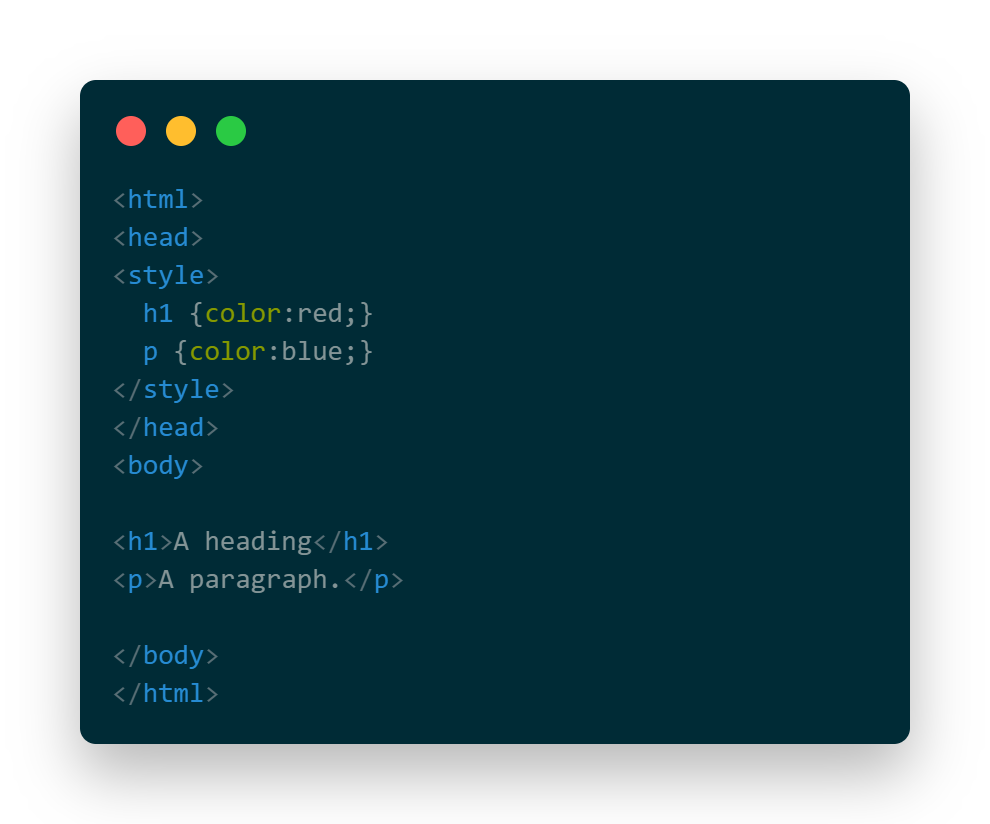 <html>
<head>
<style>
  h1 {color:red;}
  p {color:blue;}
</style>
</head>
<body>

<h1>A heading</h1>
<p>A paragraph.</p>

</body>
</html>